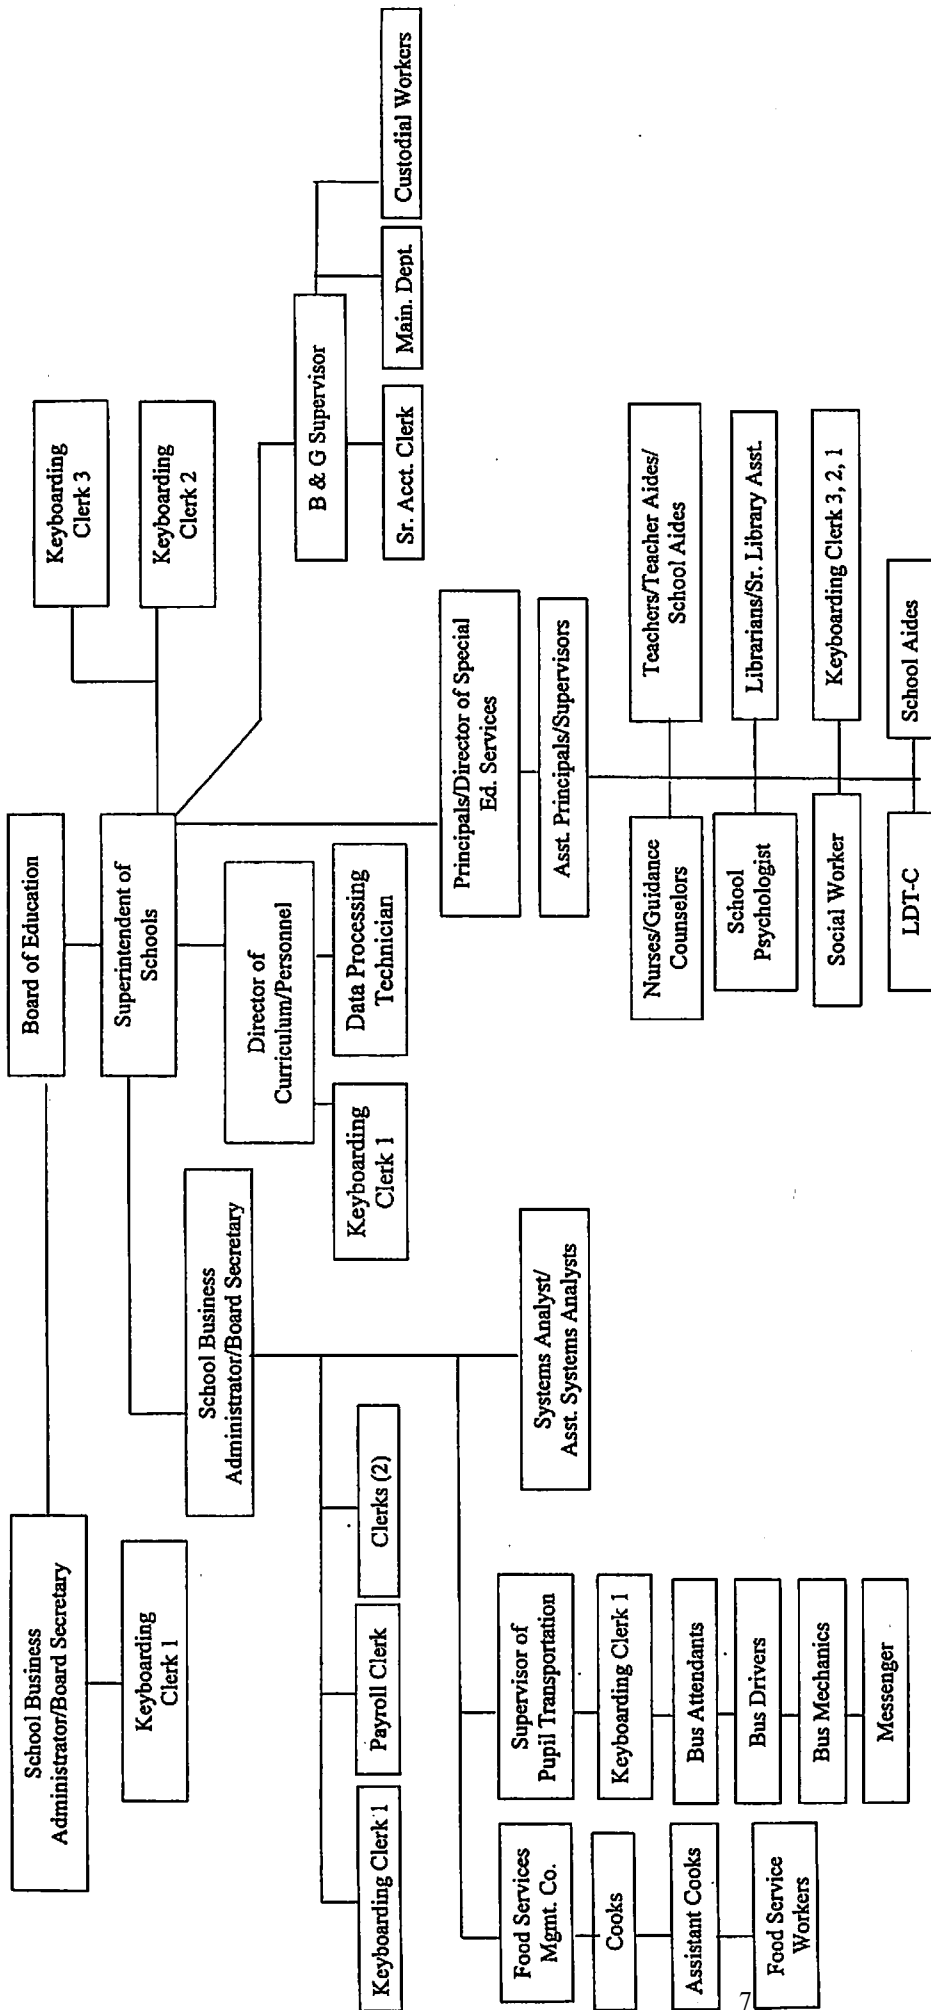 Board of Education
School Business
Administrator/Board Secretary
Keyboarding
Clerk 1
Superintendent of
Schools
Keyboarding
Clerk 3
Keyboarding
Clerk 2
School Business
Administrator/Board Secretary
Director of
Curriculum/Personnel
Keyboarding
Clerk 1
Data Processing
Technician
B & G Supervisor
Sr. Acct. Clerk
Main. Dept.
Custodial Workers
Keyboarding Clerk 1
Payroll Clerk
Clerks (2)
Principals/Director of Special
Ed. Services
Asst. Principals/Supervisors
Food Services
Mgmt. Co.
Cooks
Assistant Cooks
Food Service
Workers
Supervisor of
Pupil Transportation
Keyboarding Clerk 1
Bus Attendants
Bus Drivers
Bus Mechanics
Messenger
Systems Analyst/
Asst. Systems Analysts
Nurses/Guidance
Counselors
Teachers/Teacher Aides/
School Aides
School
Psychologist
Librarians/Sr. Library Asst.
Social Worker
Keyboarding Clerk 3, 2, 1
LDT-C
School Aides
7